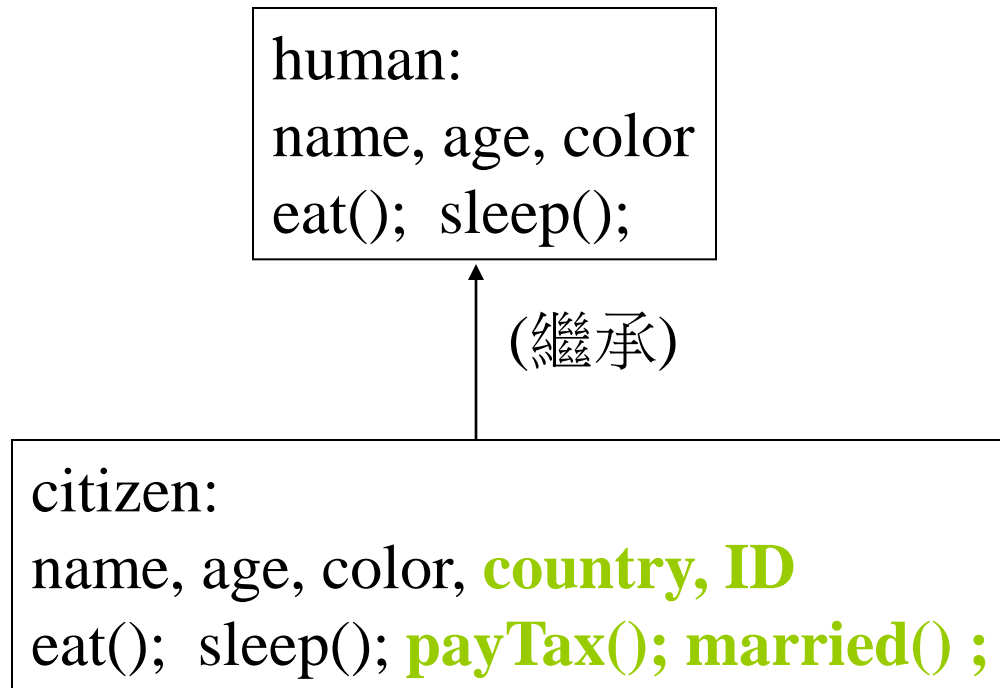 human:
name, age, color
eat();  sleep();
(繼承)
citizen:
name, age, color, country, ID
eat();  sleep(); payTax(); married() ;